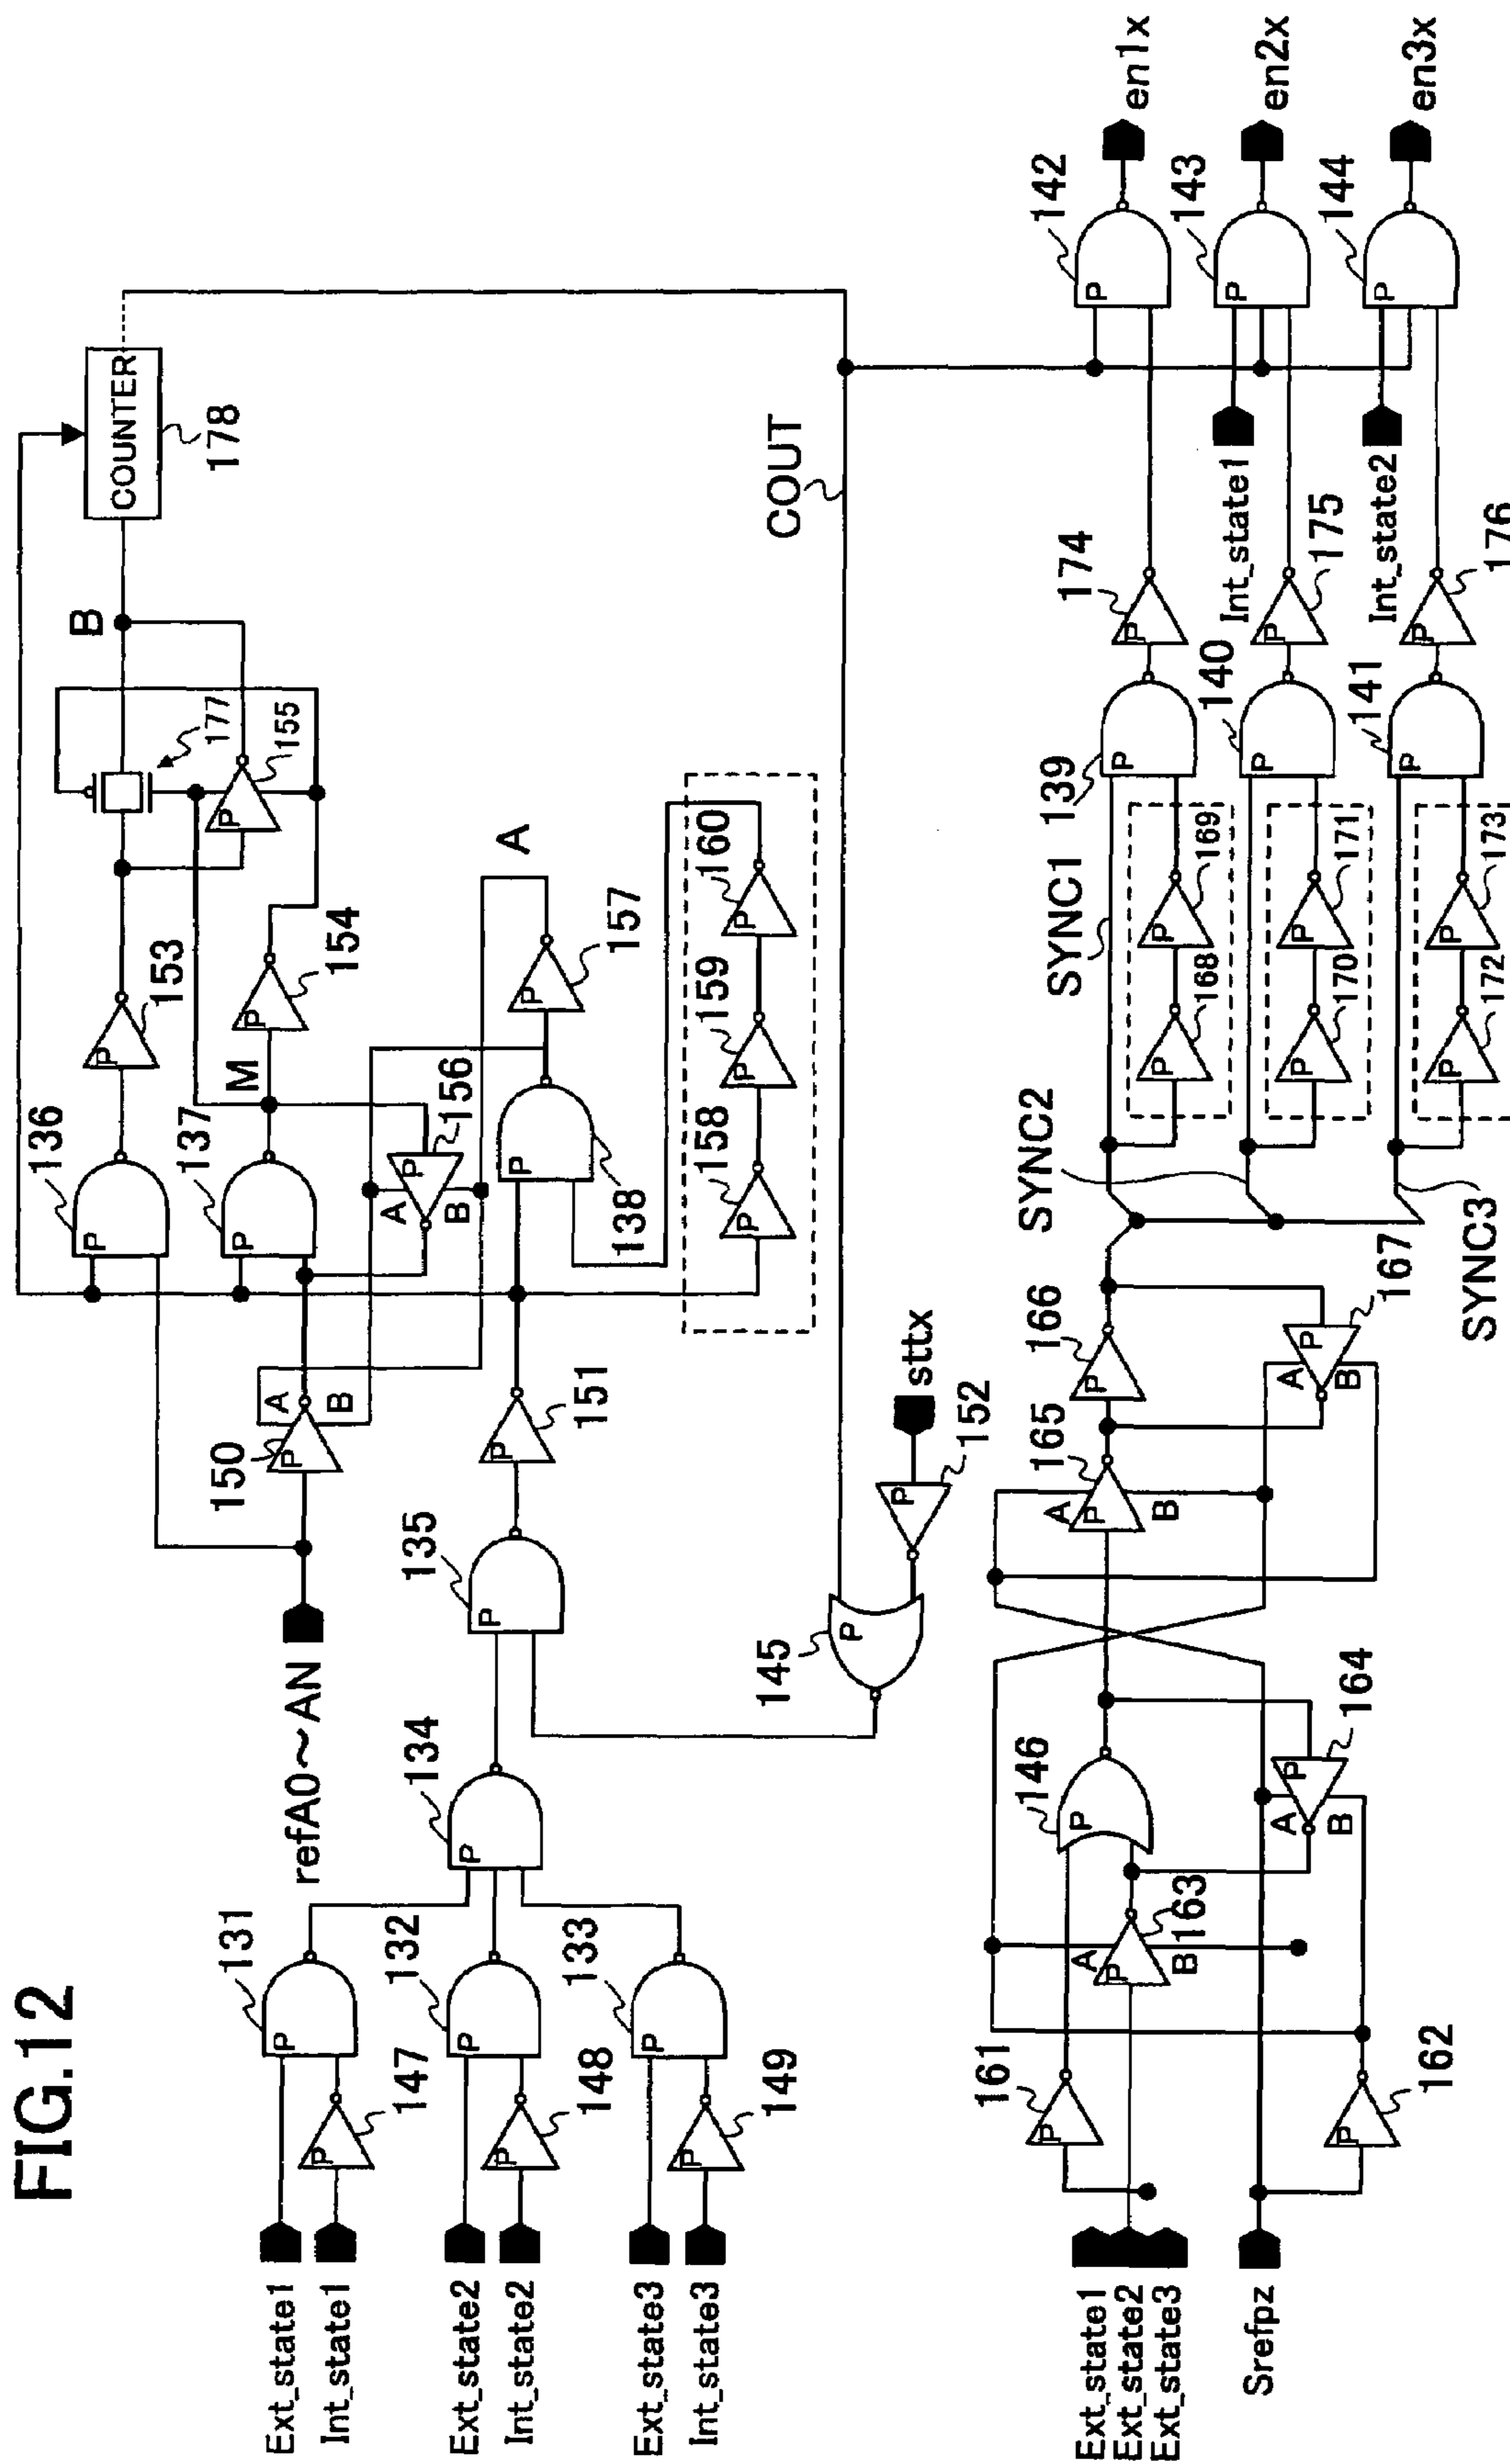 FIG.12
Ext_state1
Int_state1
Ext_state2
Int_state2
Ext_state3
Int_state3
P
131
P
147
P
132
P
148
P
133
P
149
P
134
P
135
P
151
refA0~AN
P
150
A
B
P
136
P
137
P
153
M
P
154
P
155
177
B
COUNTER
178
P
156
A
B
P
138
P
157
A
P
158
P
159
P
160
P
145
P
152
sttx
COUT
Ext_state1
Ext_state2
Ext_state3
Srefpz
P
161
P
162
P
163
A
B
P
146
P
164
A
B
P
165
A
B
P
166
P
167
A
B
SYNC1
SYNC2
SYNC3
P
168
P
169
P
170
P
171
P
172
P
173
P
139
P
140
P
141
P
174
P
175
P
176
Int_state1
Int_state2
P
142
P
143
P
144
en1x
en2x
en3x